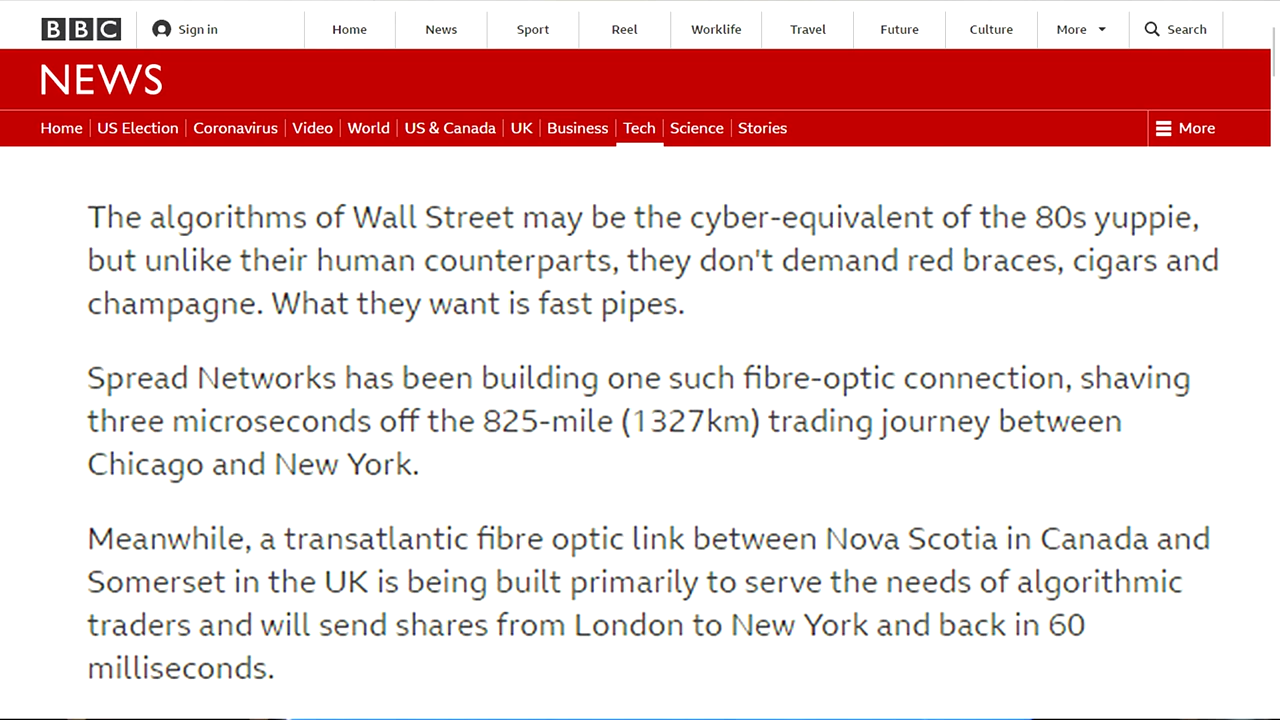 BBC Sign in Home News Sport Reel Worklife Travel Future Culture More Search
NEWS
Home US Election Coronavirus Video World US & Canada UK Business Tech Science Stories More
The algorithms of Wall Street may be the cyber-equivalent of the 80s yuppie,
but unlike their human counterparts, they don't demand red braces, cigars and
champagne. What they want is fast pipes.
Spread Networks has been building one such fibre-optic connection, shaving
three microseconds off the 825-mile (1327km) trading journey between
Chicago and New York.
Meanwhile, a transatlantic fibre optic link between Nova Scotia in Canada and
Somerset in the UK is being built primarily to serve the needs of algorithmic
traders and will send shares from London to New York and back in 60
milliseconds.